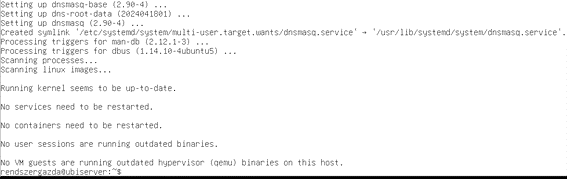 Setting up dnsmasq-base (2.90-4) ...
Setting up dns-root-data (2024041801) ...
Setting up dnsmasq (2.90-4) ...
Created symlink '/etc/systemd/system/multi-user.target.wants/dnsmasq.service' → '/usr/lib/systemd/system/dnsmasq.service'.
Processing triggers for man-db (2.12.1-3) ...
Processing triggers for dbus (1.14.10-4ubuntu5) ...
Scanning processes...
Scanning linux images...
Running kernel seems to be up-to-date.
No services need to be restarted.
No containers need to be restarted.
No user sessions are running outdated binaries.
No VM guests are running outdated hypervisor (qemu) binaries on this host.
rendszergazda@ubiserver:~$